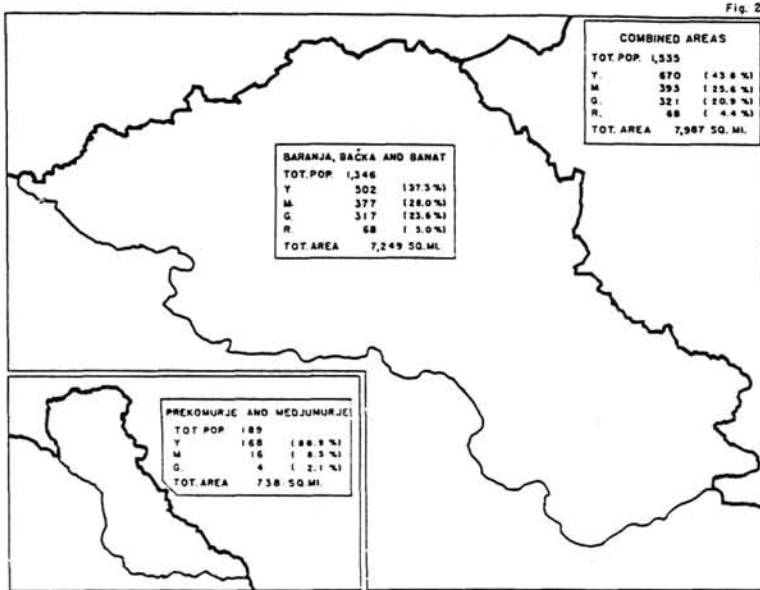 Fig. 2
COMBINED AREAS
TOT. POP. 1,535
Y. 670 (43.6 %)
M. 393 (25.6 %)
G. 321 (20.9 %)
R. 68 ( 4.4 %)
TOT. AREA 7,987 SQ. MI.
BARANJA, BAČKA AND BANAT
TOT. POP. 1,346
Y 502 (37.3 %)
M. 377 (28.0 %)
G. 317 (23.6 %)
R. 68 ( 5.0 %)
TOT. AREA 7,249 SQ. MI.
PREKOMURJE AND MEDJUMURJE
TOT POP 189
Y 168 (88.9 %)
M 16 ( 8.5 %)
G. 4 ( 2.1 %)
TOT. AREA 738 SQ. MI.